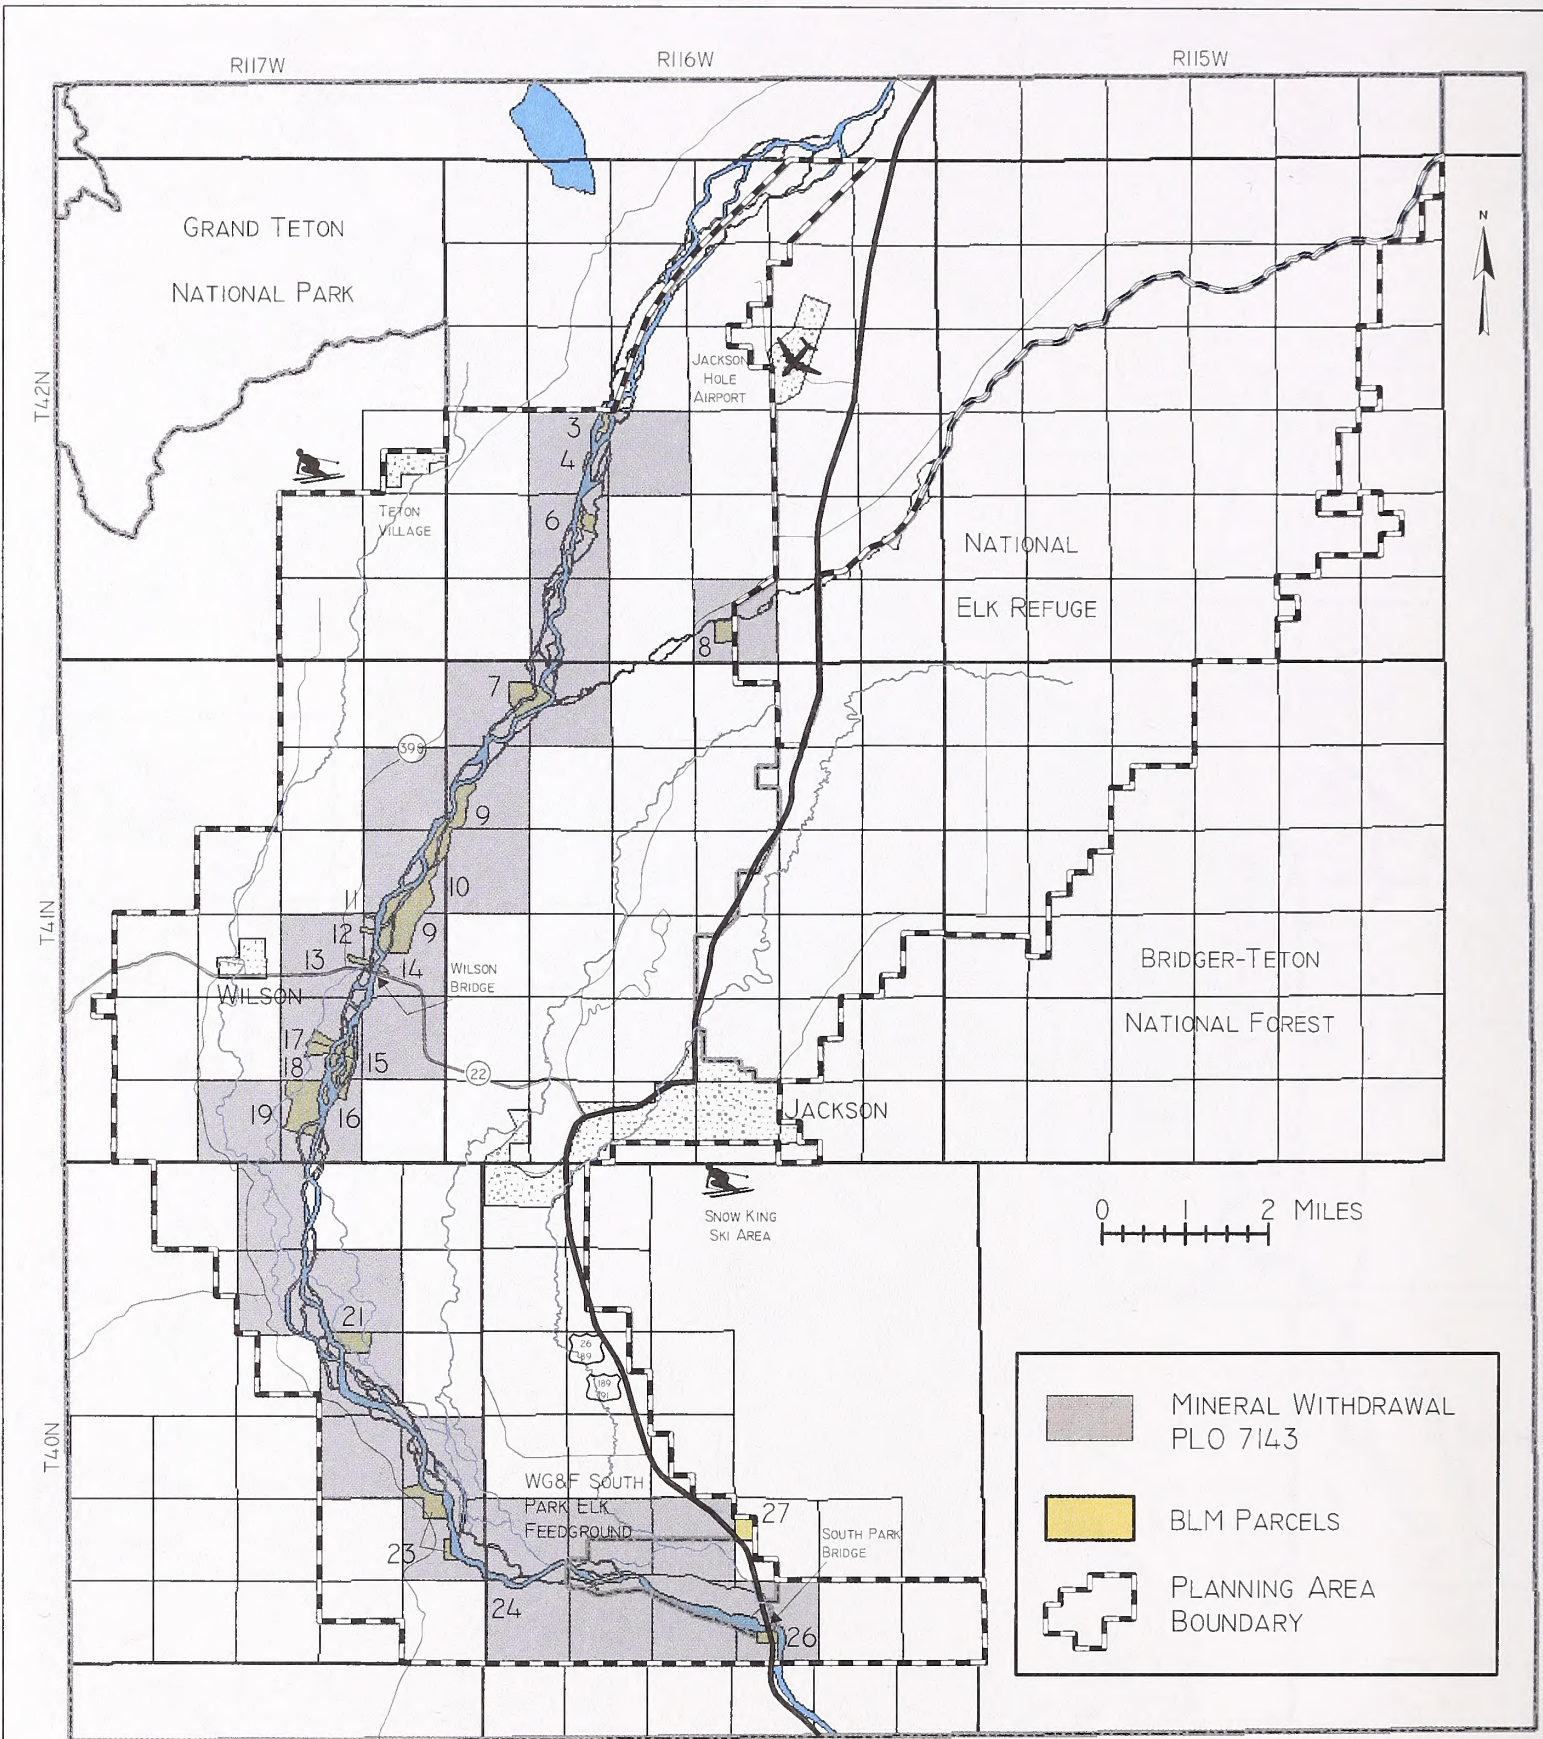 R117W
R116W
R115W
GRAND TETON
NATIONAL PARK
N
T42N
JACKSON
HOLE
AIRPORT
3
4
TETON
VILLAGE
6
NATIONAL
ELK REFUGE
8
7
390
9
10
11
12
9
13
14
WILSON
BRIDGE
WILSON
T41N
BRIDGER-TETON
NATIONAL FOREST
17
18
15
22
19
16
JACKSON
SNOW KING
SKI AREA
0 1 2 MILES
21
26
89
189
191
T40N
WG&F SOUTH
PARK ELK
FEEDGROUND
27
SOUTH PARK
BRIDGE
23
24
26
MINERAL WITHDRAWAL
PLO 7143
BLM PARCELS
PLANNING AREA
BOUNDARY